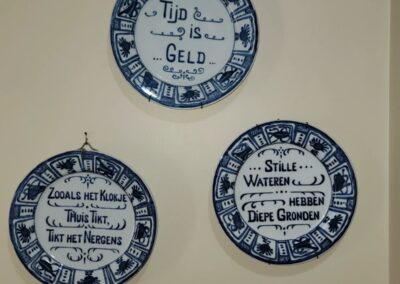 TIJD
IS
... GELD ...
ZOOALS HET KLOKJE
THUIS TIKT,
TIKT HET NERGENS
... STILLE ...
WATEREN
HEBBEN
DIEPE GRONDEN